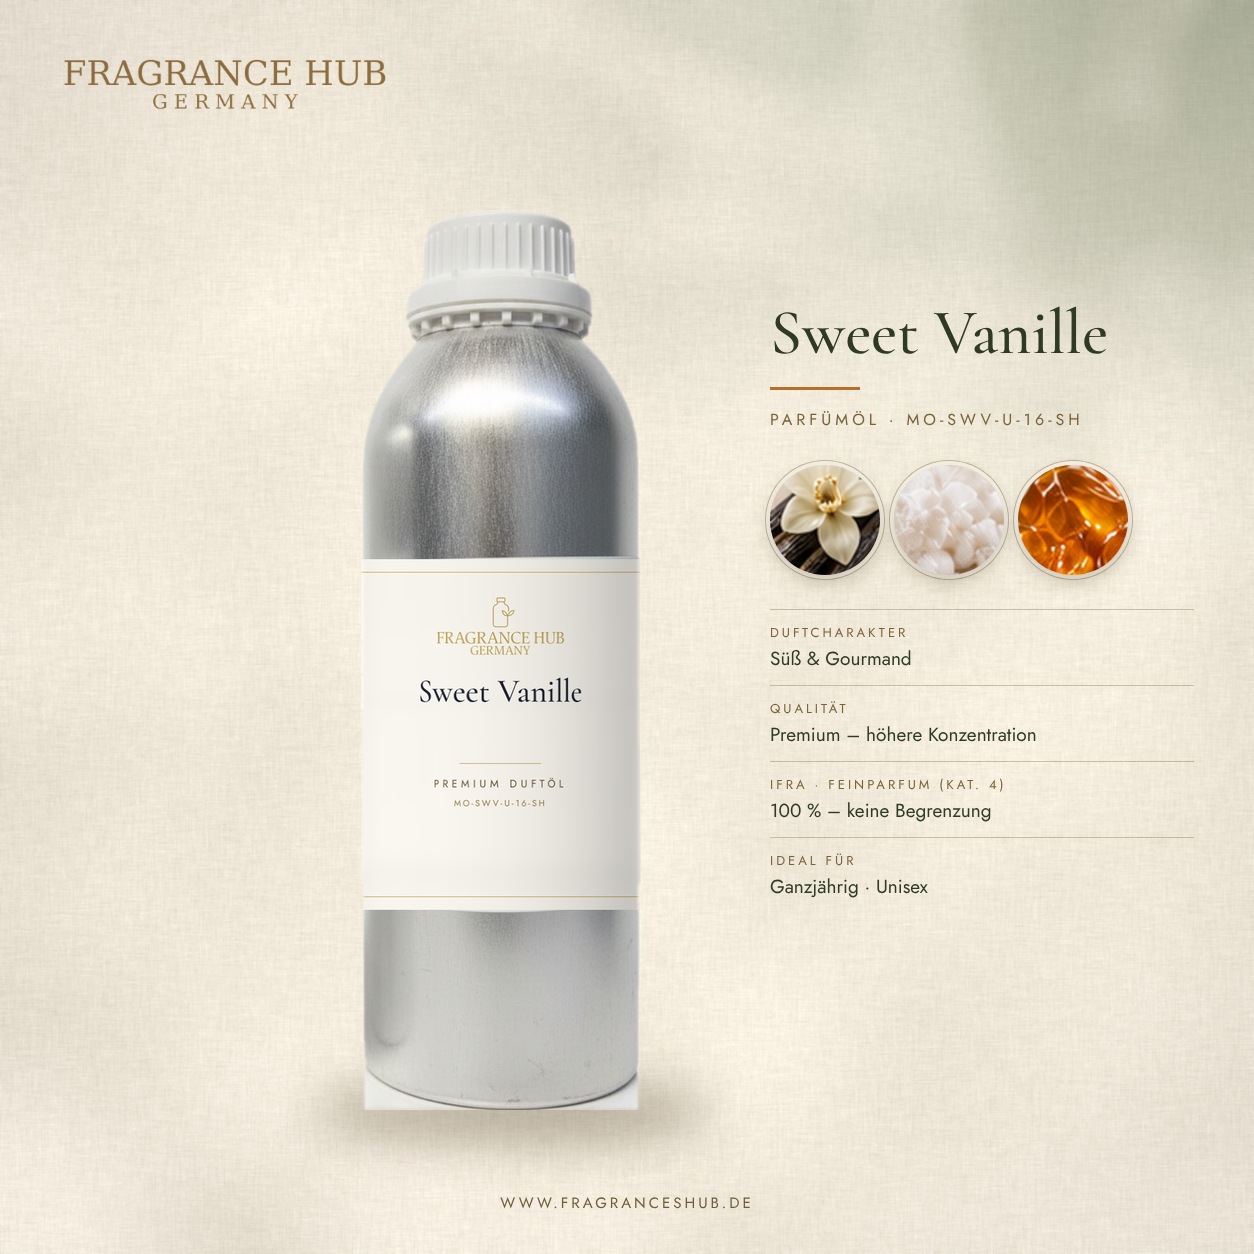 FRAGRANCE HUB
GERMANY
Sweet Vanille
PARFÜMÖL · MO-SWV-U-16-SH
DUFTCHARAKTER
Süß & Gourmand
QUALITÄT
Premium – höhere Konzentration
IFRA · FEINPARFUM (KAT. 4)
100 % – keine Begrenzung
IDEAL FÜR
Ganzjährig · Unisex
FRAGRANCE HUB
GERMANY
Sweet Vanille
PREMIUM DUFTÖL
MO-SWV-U-16-SH
WWW.FRAGRANCESHUB.DE